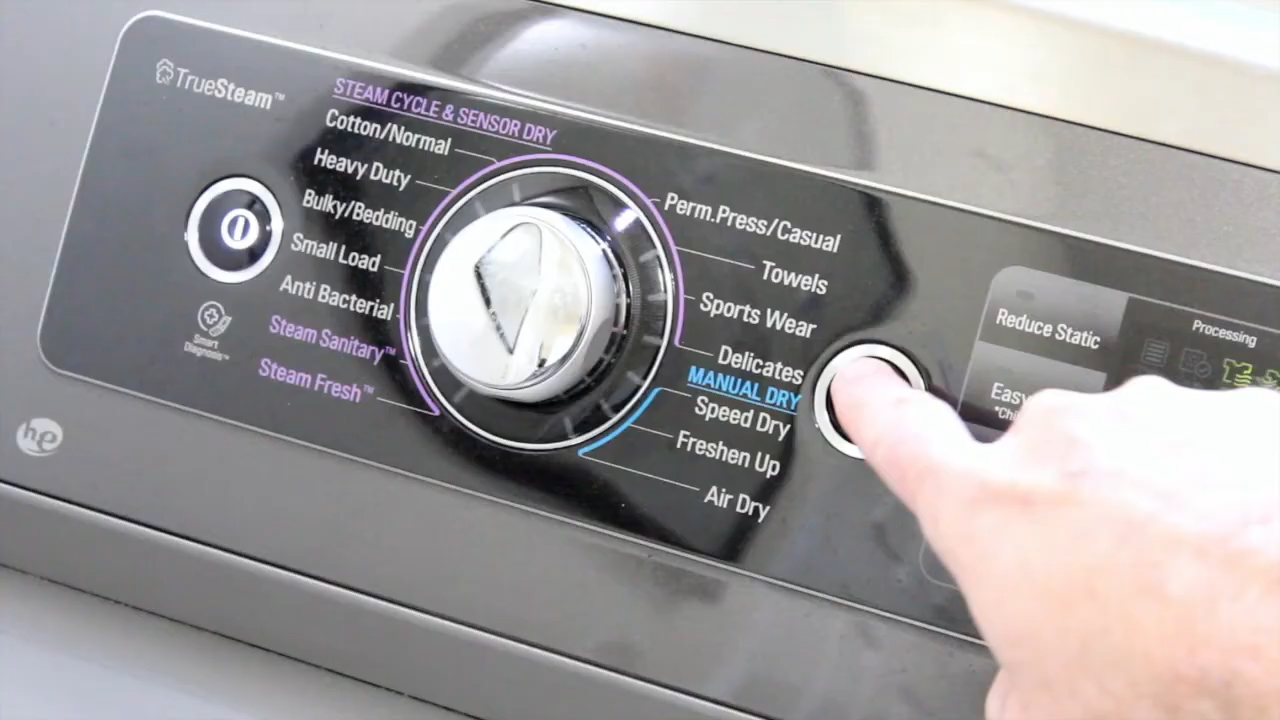 TrueSteam™
STEAM CYCLE & SENSOR DRY
Cotton/Normal
Heavy Duty
Bulky/Bedding
Small Load
Anti Bacterial
Steam Sanitary™
Steam Fresh™
Smart
Diagnosis™
he
Perm.Press/Casual
Towels
Sports Wear
Delicates
MANUAL DRY
Speed Dry
Freshen Up
Air Dry
Processing
Reduce Static
Easy